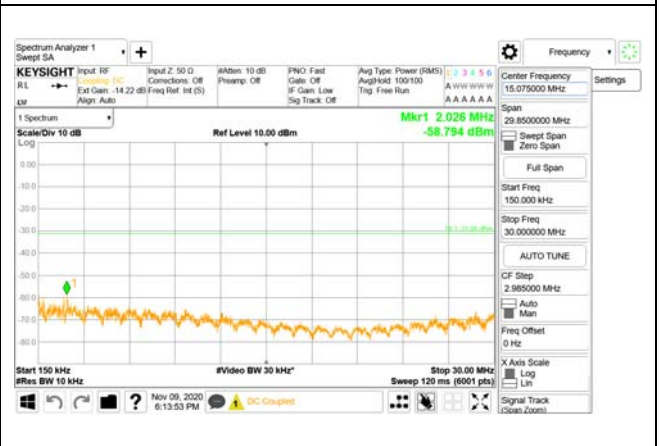 Spectrum Analyzer 1
Swept SA
Frequency
KEYSIGHT
RL
Input: RF
Coupling: DC
Ext Gain: -14.22 dB
Align: Auto
Input Z: 50 Ω
Corrections: Off
Freq Ref: Int (S)
#Atten: 10 dB
Preamp: Off
PNO: Fast
Gate: Off
IF Gain: Low
Sig Track: Off
Avg Type: Power (RMS)
Avg|Hold: 100/100
Trig: Free Run
1 2 3 4 5 6
A W W W W W
A A A A A A
1 Spectrum
Scale/Div 10 dB
Ref Level 10.00 dBm
Mkr1 2.026 MHz
-58.794 dBm
Log
0.00
-10.0
-20.0
-30.0
-40.0
-50.0
-60.0
-70.0
-80.0
1
Start 150 kHz
#Res BW 10 kHz
#Video BW 30 kHz*
Stop 30.00 MHz
Sweep 120 ms (6001 pts)
Nov 09, 2020
6:13:53 PM
DC Coupled
Center Frequency
15.075000 MHz
Settings
Span
29.8500000 MHz
Swept Span
Zero Span
Full Span
Start Freq
150.000 kHz
Stop Freq
30.000000 MHz
AUTO TUNE
CF Step
2.985000 MHz
Auto
Man
Freq Offset
0 Hz
X Axis Scale
Log
Lin
Signal Track
(Span Zoom)